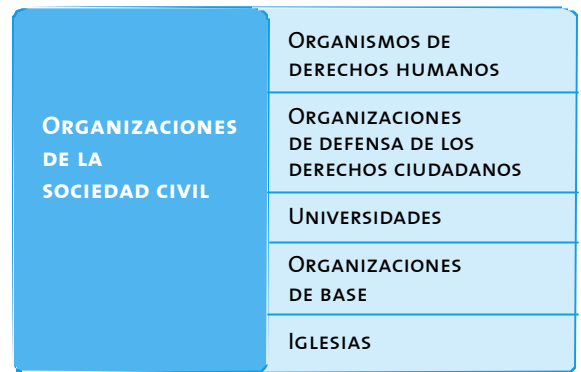 Organizaciones
de la
sociedad civil
Organismos de
derechos humanos
Organizaciones
de defensa de los
derechos ciudadanos
Universidades
Organizaciones
de base
Iglesias